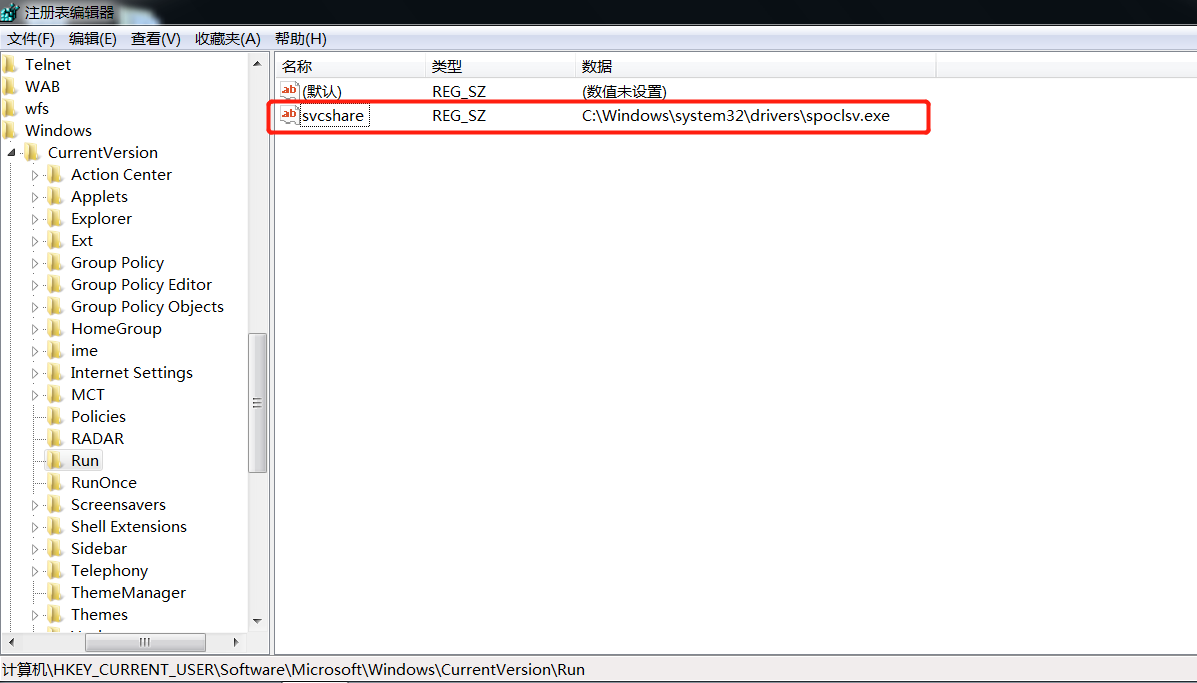 注册表编辑器
文件(F) 编辑(E) 查看(V) 收藏夹(A) 帮助(H)
Telnet
WAB
wfs
Windows
CurrentVersion
Action Center
Applets
Explorer
Ext
Group Policy
Group Policy Editor
Group Policy Objects
HomeGroup
ime
Internet Settings
MCT
Policies
RADAR
Run
RunOnce
Screensavers
Shell Extensions
Sidebar
Telephony
ThemeManager
Themes
名称 类型 数据
(默认) REG_SZ (数值未设置)
svcshare REG_SZ C:\Windows\system32\drivers\spoclsv.exe
计算机\HKEY_CURRENT_USER\Software\Microsoft\Windows\CurrentVersion\Run